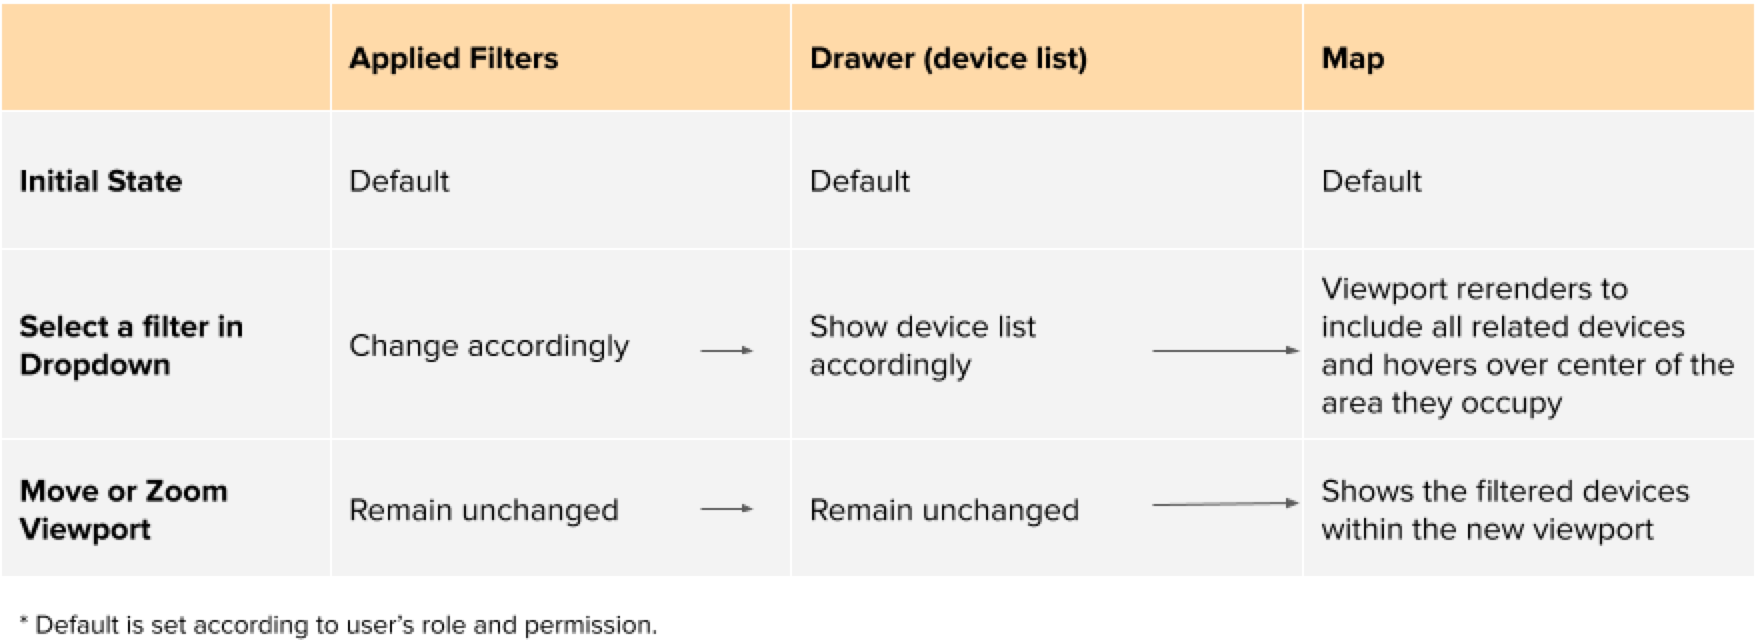 Applied Filters
Drawer (device list)
Map
Initial State
Default
Default
Default
Select a filter in
Dropdown
Change accordingly
Show device list
accordingly
Viewport rerenders to
include all related devices
and hovers over center of the
area they occupy
Move or Zoom
Viewport
Remain unchanged
Remain unchanged
Shows the filtered devices
within the new viewport
* Default is set according to user’s role and permission.